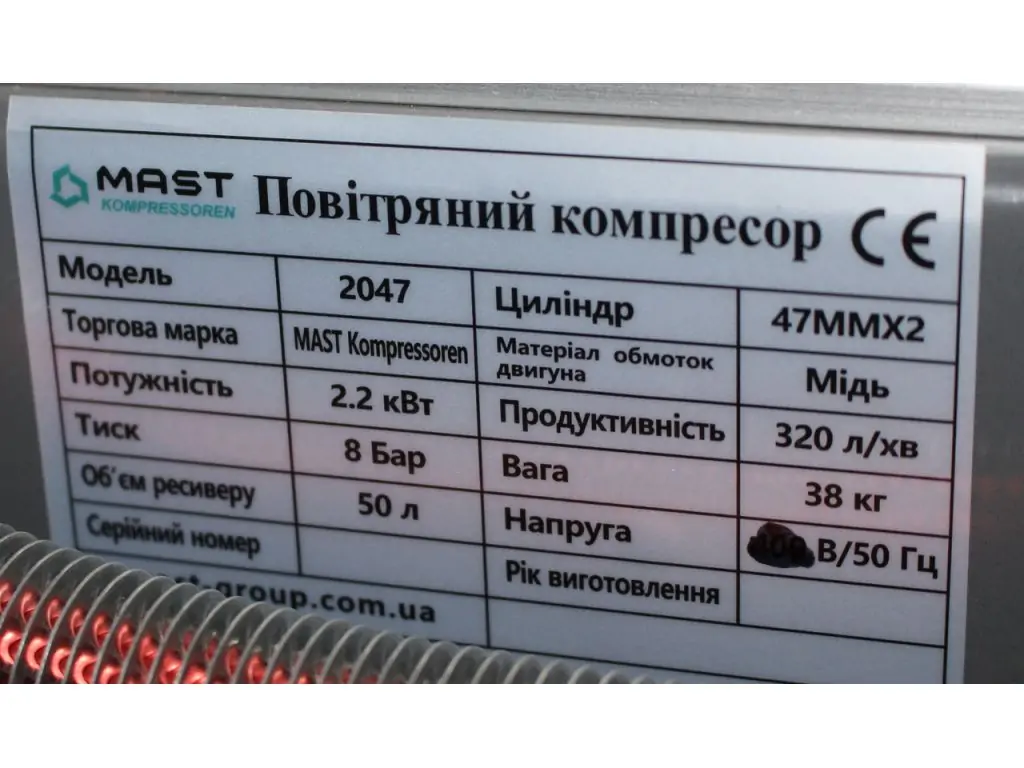 MAST
KOMPRESSOREN
Повітряний компресор CE
Модель 2047 Циліндр 47ММХ2
Торгова марка MAST Kompressoren Матеріал обмоток двигуна Мідь
Потужність 2.2 кВт Продуктивність 320 л/хв
Тиск 8 Бар Вага 38 кг
Об'єм ресиверу 50 л Напруга В/50 Гц
Серійний номер Рік виготовлення
-group.com.ua